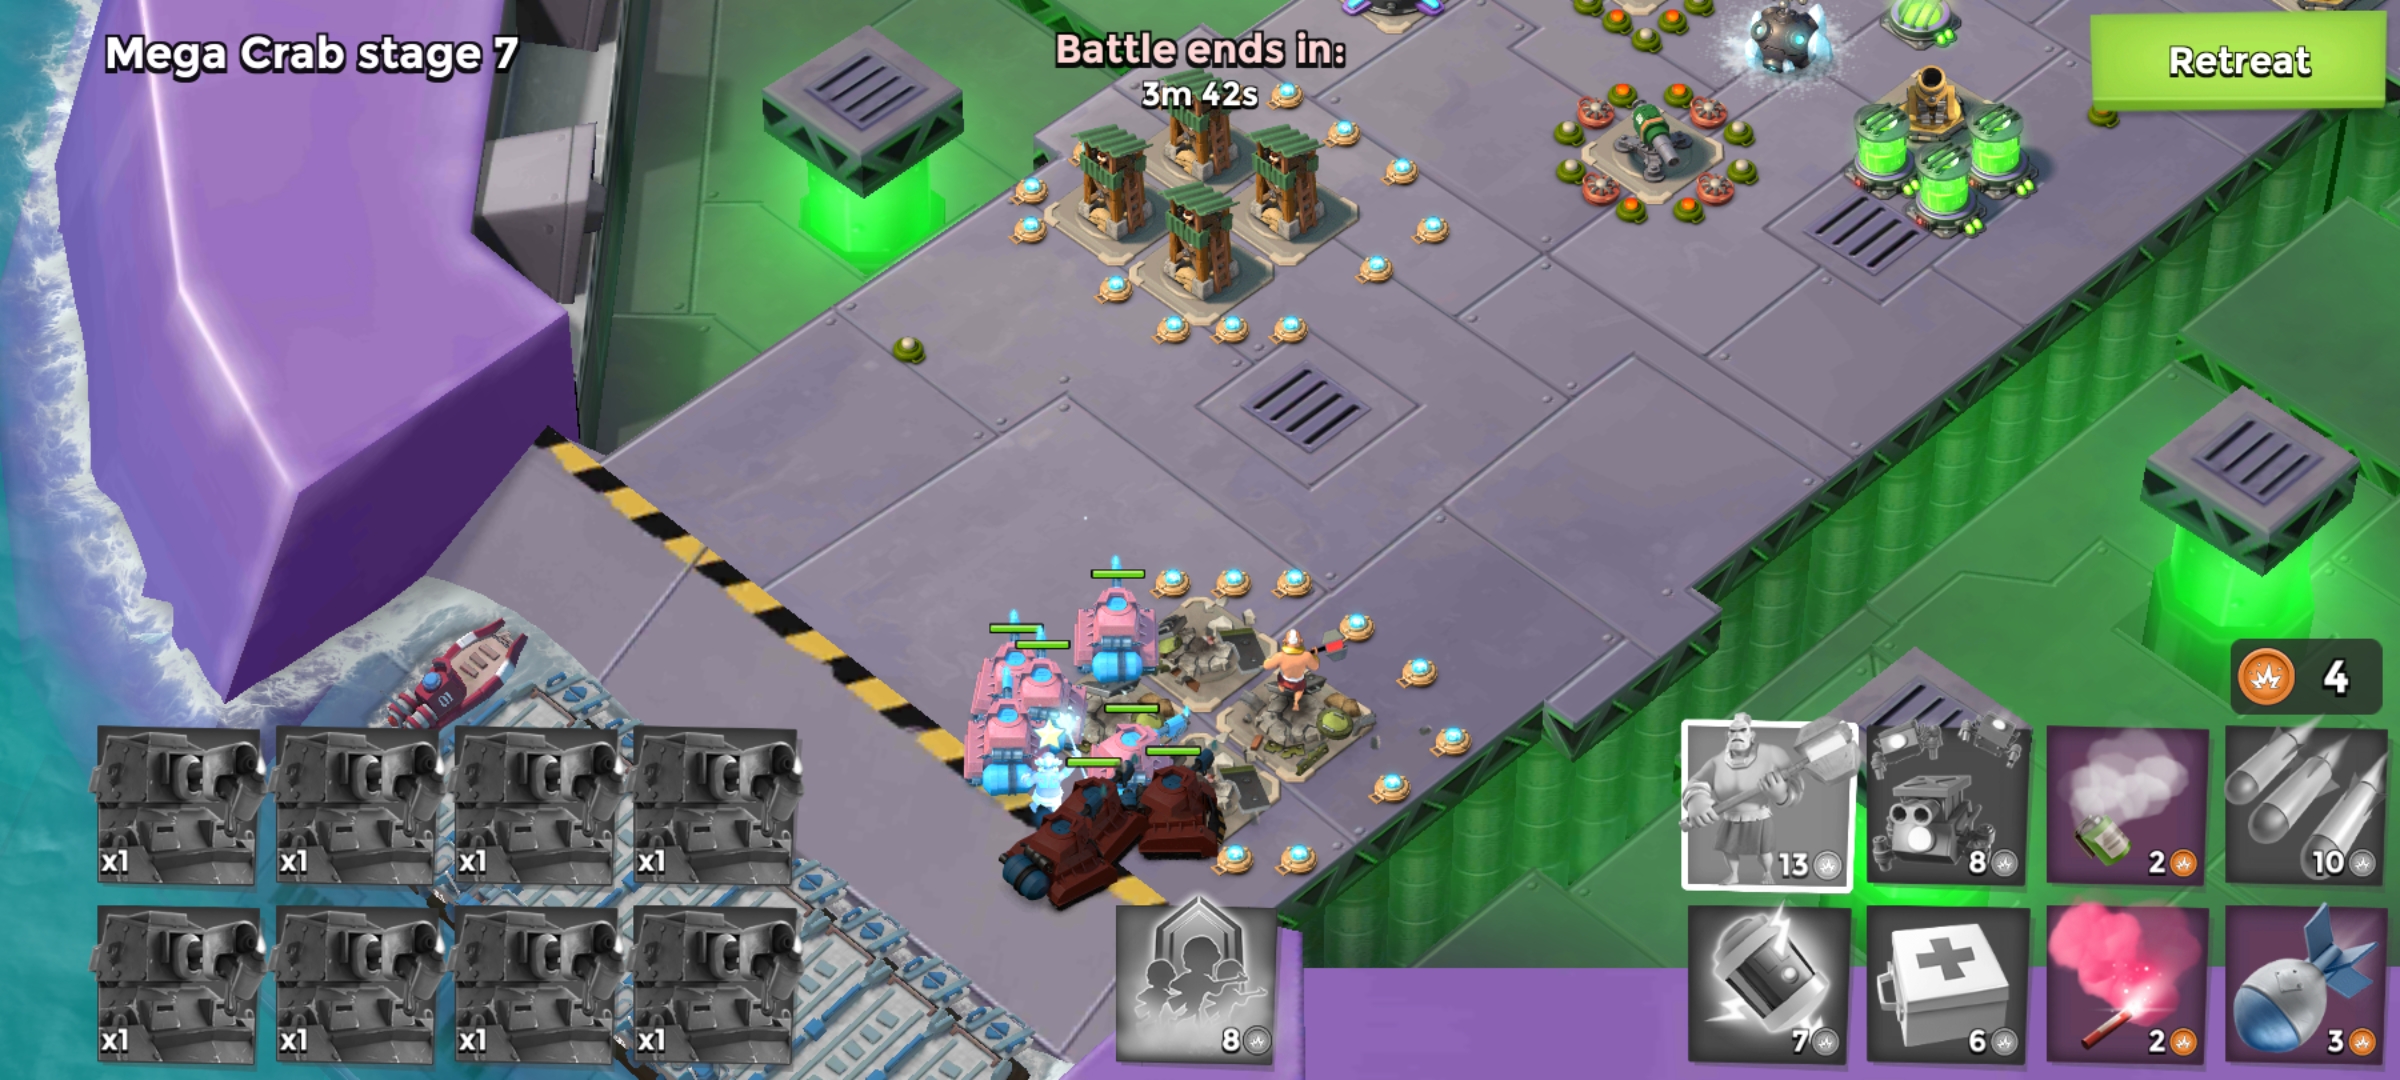 Mega Crab stage 7
Battle ends in:
3m 42s
Retreat
4
x1
x1
x1
x1
13
8
2
10
x1
x1
x1
x1
8
7
6
2
3